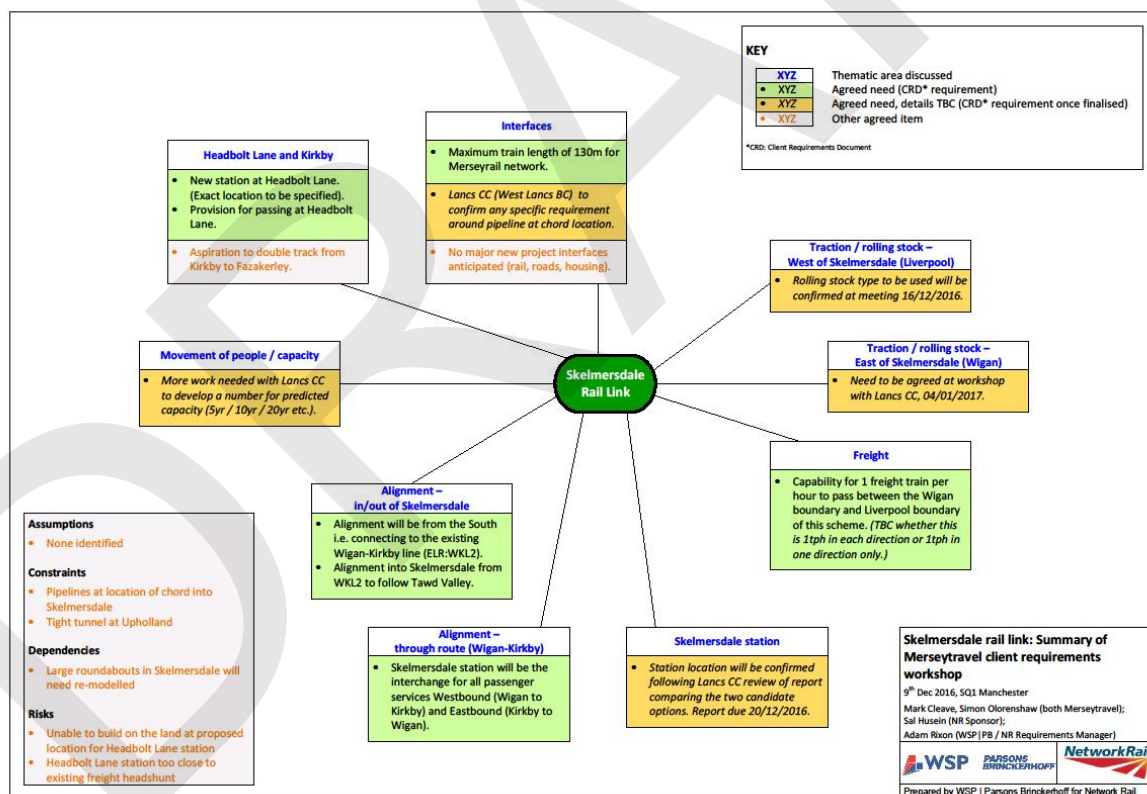 DRAFT
KEY
XYZ Thematic area discussed
• XYZ Agreed need (CRD* requirement)
• XYZ Agreed need, details TBC (CRD* requirement once finalised)
• XYZ Other agreed item
*CRD: Client Requirements Document
Interfaces
• Maximum train length of 130m for
Merseyrail network.
• Lancs CC (West Lancs BC) to
confirm any specific requirement
around pipeline at chord location.
• No major new project interfaces
anticipated (rail, roads, housing).
Headbolt Lane and Kirkby
• New station at Headbolt Lane.
(Exact location to be specified).
• Provision for passing at Headbolt
Lane.
• Aspiration to double track from
Kirkby to Fazakerley.
Traction / rolling stock –
West of Skelmersdale (Liverpool)
• Rolling stock type to be used will be
confirmed at meeting 16/12/2016.
Movement of people / capacity
• More work needed with Lancs CC
to develop a number for predicted
capacity (5yr / 10yr / 20yr etc.).
Skelmersdale
Rail Link
Traction / rolling stock –
East of Skelmersdale (Wigan)
• Need to be agreed at workshop
with Lancs CC, 04/01/2017.
Freight
• Capability for 1 freight train per
hour to pass between the Wigan
boundary and Liverpool boundary
of this scheme. (TBC whether this
is 1tph in each direction or 1tph in
one direction only.)
Alignment –
in/out of Skelmersdale
• Alignment will be from the South
i.e. connecting to the existing
Wigan-Kirkby line (ELR:WKL2).
• Alignment into Skelmersdale from
WKL2 to follow Tawd Valley.
Assumptions
• None identified
Constraints
• Pipelines at location of chord into
Skelmersdale
• Tight tunnel at Upholland
Dependencies
• Large roundabouts in Skelmersdale will
need re-modelled
Risks
• Unable to build on the land at proposed
location for Headbolt Lane station
• Headbolt Lane station too close to
existing freight headshunt
Alignment –
through route (Wigan-Kirkby)
• Skelmersdale station will be the
interchange for all passenger
services Westbound (Wigan to
Kirkby) and Eastbound (Kirkby to
Wigan).
Skelmersdale station
• Station location will be confirmed
following Lancs CC review of report
comparing the two candidate
options. Report due 20/12/2016.
Skelmersdale rail link: Summary of
Merseytravel client requirements
workshop
9th Dec 2016, SQ1 Manchester
Mark Cleave, Simon Olorenshaw (both Merseytravel);
Sal Husein (NR Sponsor);
Adam Rixon (WSP|PB / NR Requirements Manager)
WSP PARSONS
BRINCKERHOFF
NetworkRail
Prepared by WSP | Parsons Brinckerhoff for Network Rail